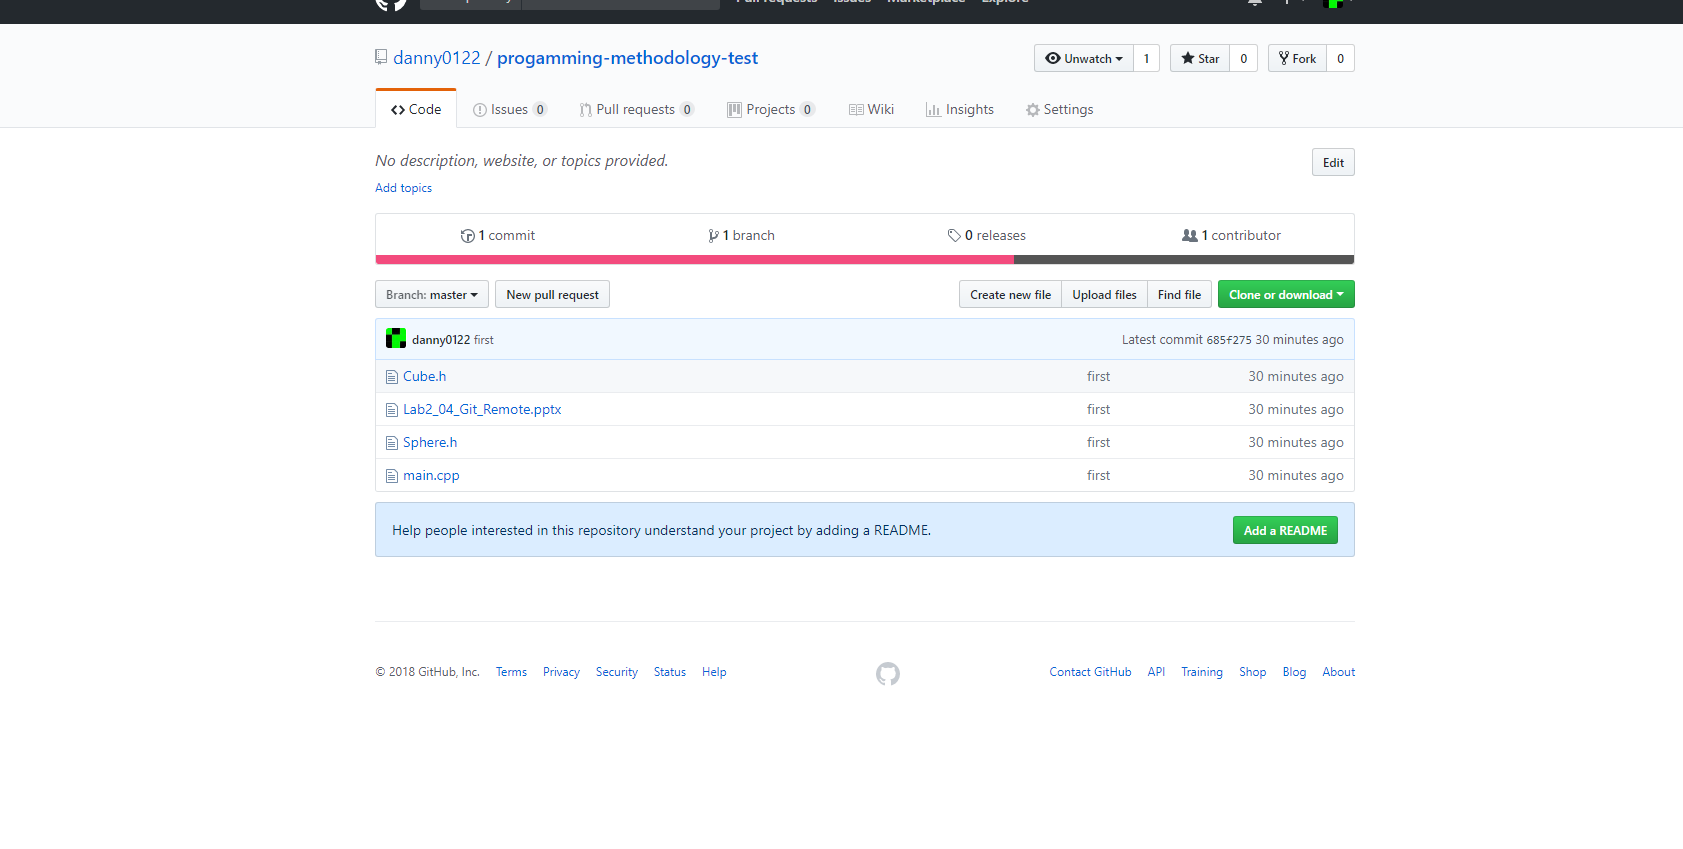 Pull requests Issues Marketplace Explore
danny0122 / progamming-methodology-test
Unwatch 1 Star 0 Fork 0
Code Issues 0 Pull requests 0 Projects 0 Wiki Insights Settings
No description, website, or topics provided.
Edit
Add topics
1 commit 1 branch 0 releases 1 contributor
Branch: master New pull request Create new file Upload files Find file Clone or download
danny0122 first Latest commit 685f275 30 minutes ago
Cube.h first 30 minutes ago
Lab2_04_Git_Remote.pptx first 30 minutes ago
Sphere.h first 30 minutes ago
main.cpp first 30 minutes ago
Help people interested in this repository understand your project by adding a README. Add a README
© 2018 GitHub, Inc. Terms Privacy Security Status Help Contact GitHub API Training Shop Blog About